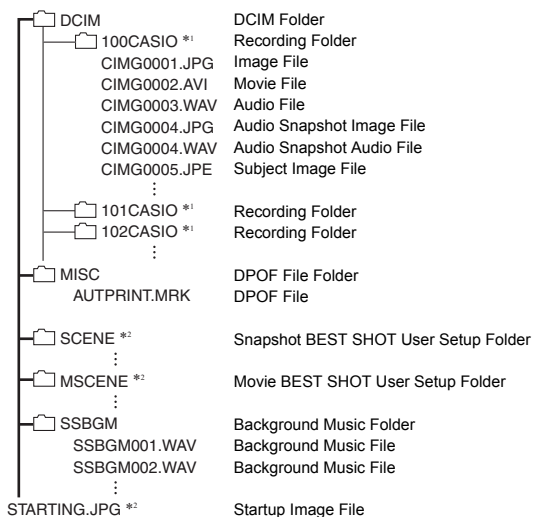 DCIM DCIM Folder
100CASIO *1 Recording Folder
CIMG0001.JPG Image File
CIMG0002.AVI Movie File
CIMG0003.WAV Audio File
CIMG0004.JPG Audio Snapshot Image File
CIMG0004.WAV Audio Snapshot Audio File
CIMG0005.JPE Subject Image File
101CASIO *1 Recording Folder
102CASIO *1 Recording Folder
MISC DPOF File Folder
AUTPRINT.MRK DPOF File
SCENE *2 Snapshot BEST SHOT User Setup Folder
MSCENE *2 Movie BEST SHOT User Setup Folder
SSBGM Background Music Folder
SSBGM001.WAV Background Music File
SSBGM002.WAV Background Music File
STARTING.JPG *2 Startup Image File